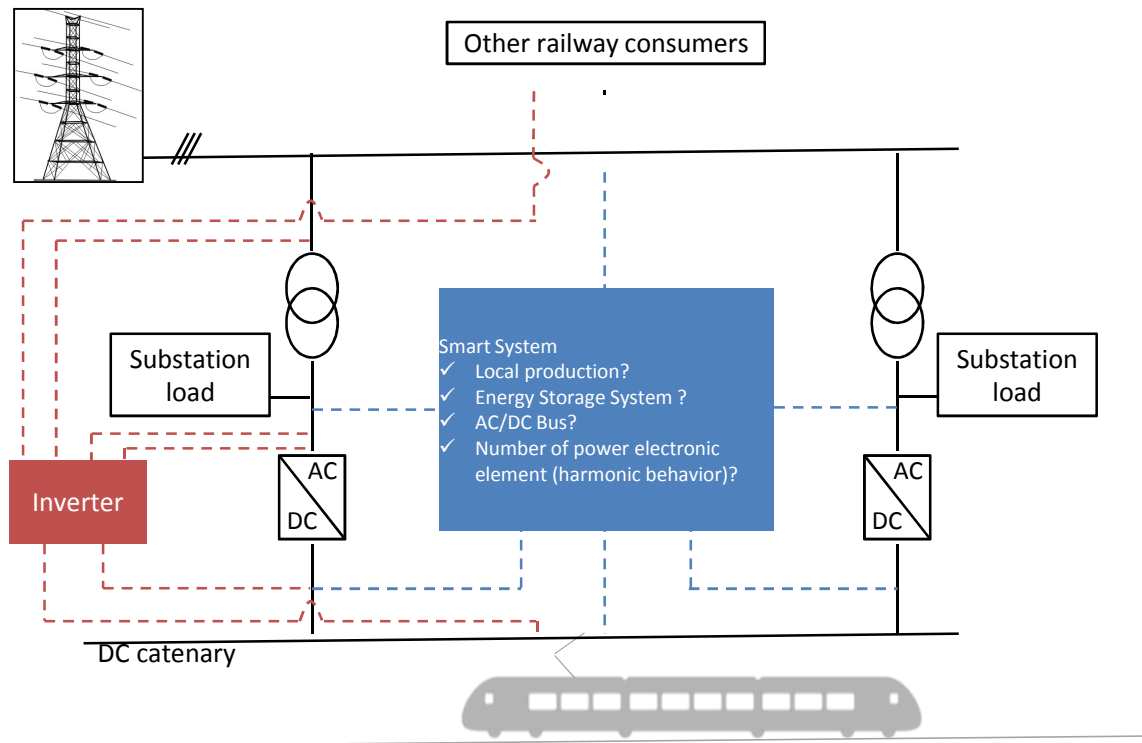 Other railway consumers
Smart System
✓ Local production?
✓ Energy Storage System ?
✓ AC/DC Bus?
✓ Number of power electronic
element (harmonic behavior)?
Substation
load
Substation
load
Inverter
AC
DC
AC
DC
DC catenary